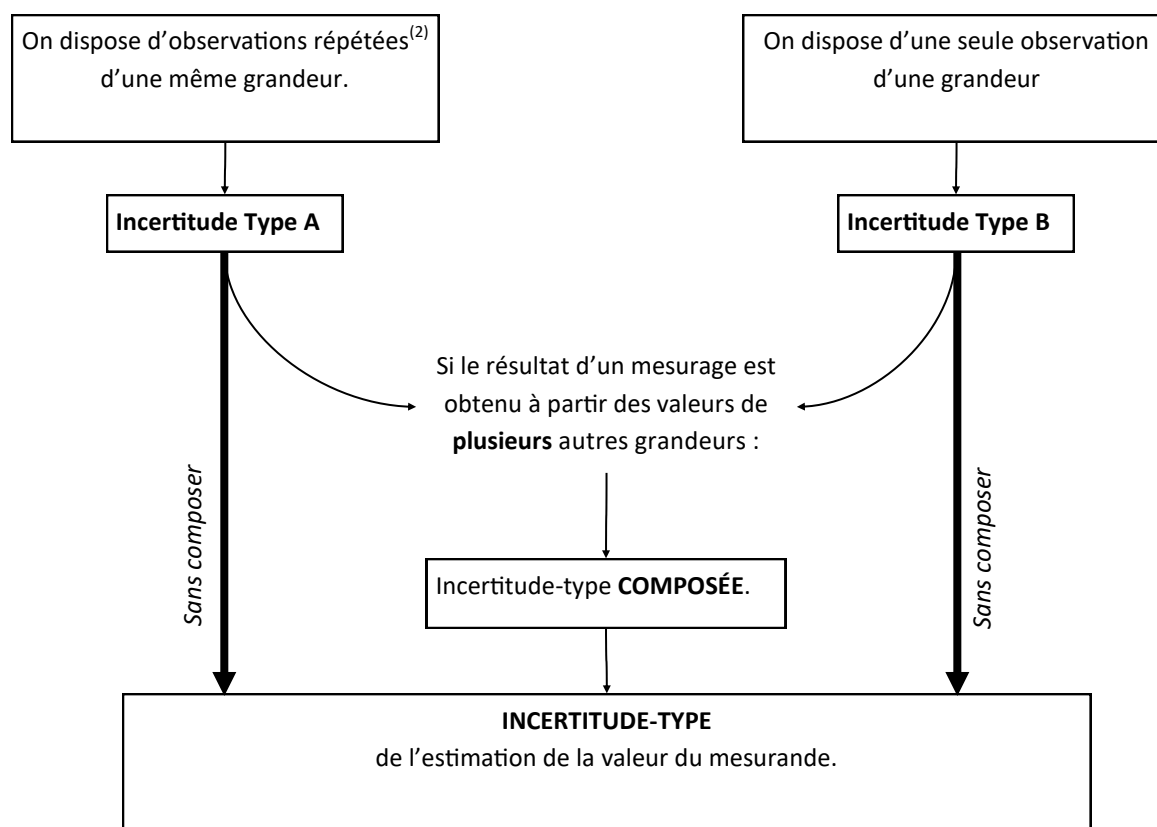 On dispose d'observations répétées(2)
d'une même grandeur.
On dispose d'une seule observation
d'une grandeur
Incertitude Type A
Incertitude Type B
Si le résultat d'un mesurage est
obtenu à partir des valeurs de
plusieurs autres grandeurs :
Sans composer
Sans composer
Incertitude-type COMPOSÉE.
INCERTITUDE-TYPE
de l'estimation de la valeur du mesurande.